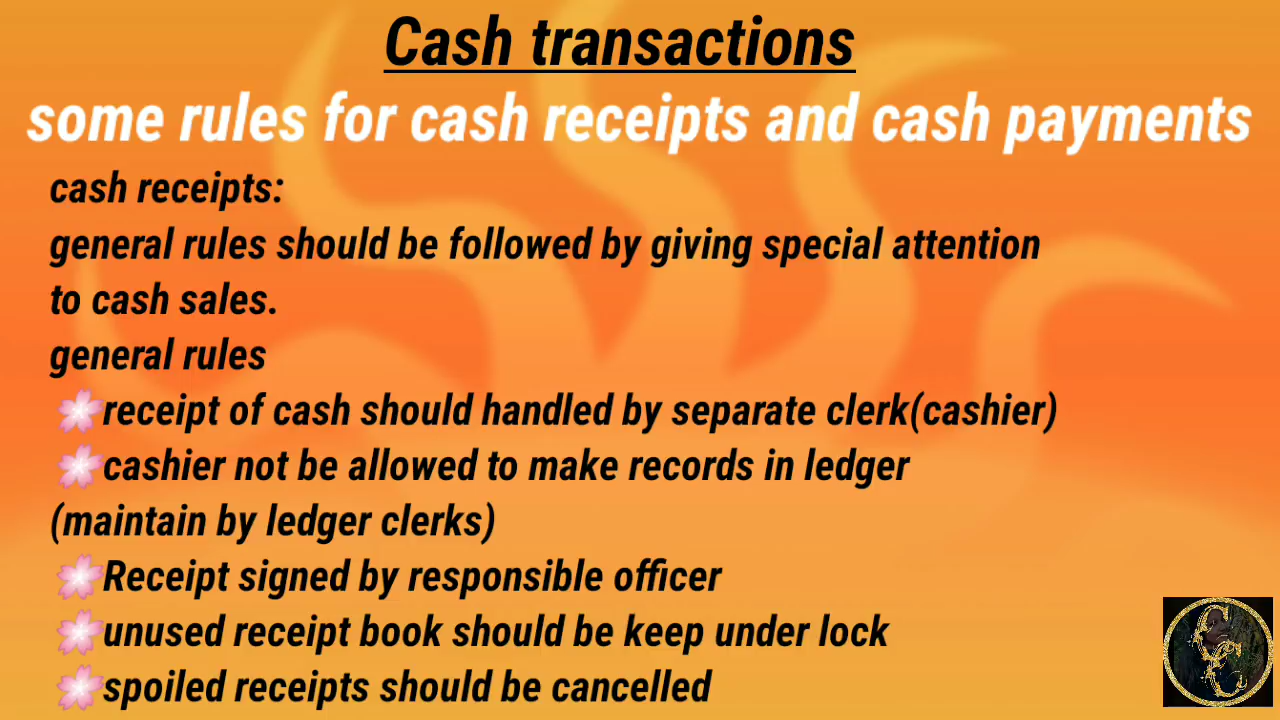 Cash transactions
some rules for cash receipts and cash payments
cash receipts:
general rules should be followed by giving special attention
to cash sales.
general rules
🌸receipt of cash should handled by separate clerk(cashier)
🌸cashier not be allowed to make records in ledger
(maintain by ledger clerks)
🌸Receipt signed by responsible officer
🌸unused receipt book should be keep under lock
🌸spoiled receipts should be cancelled